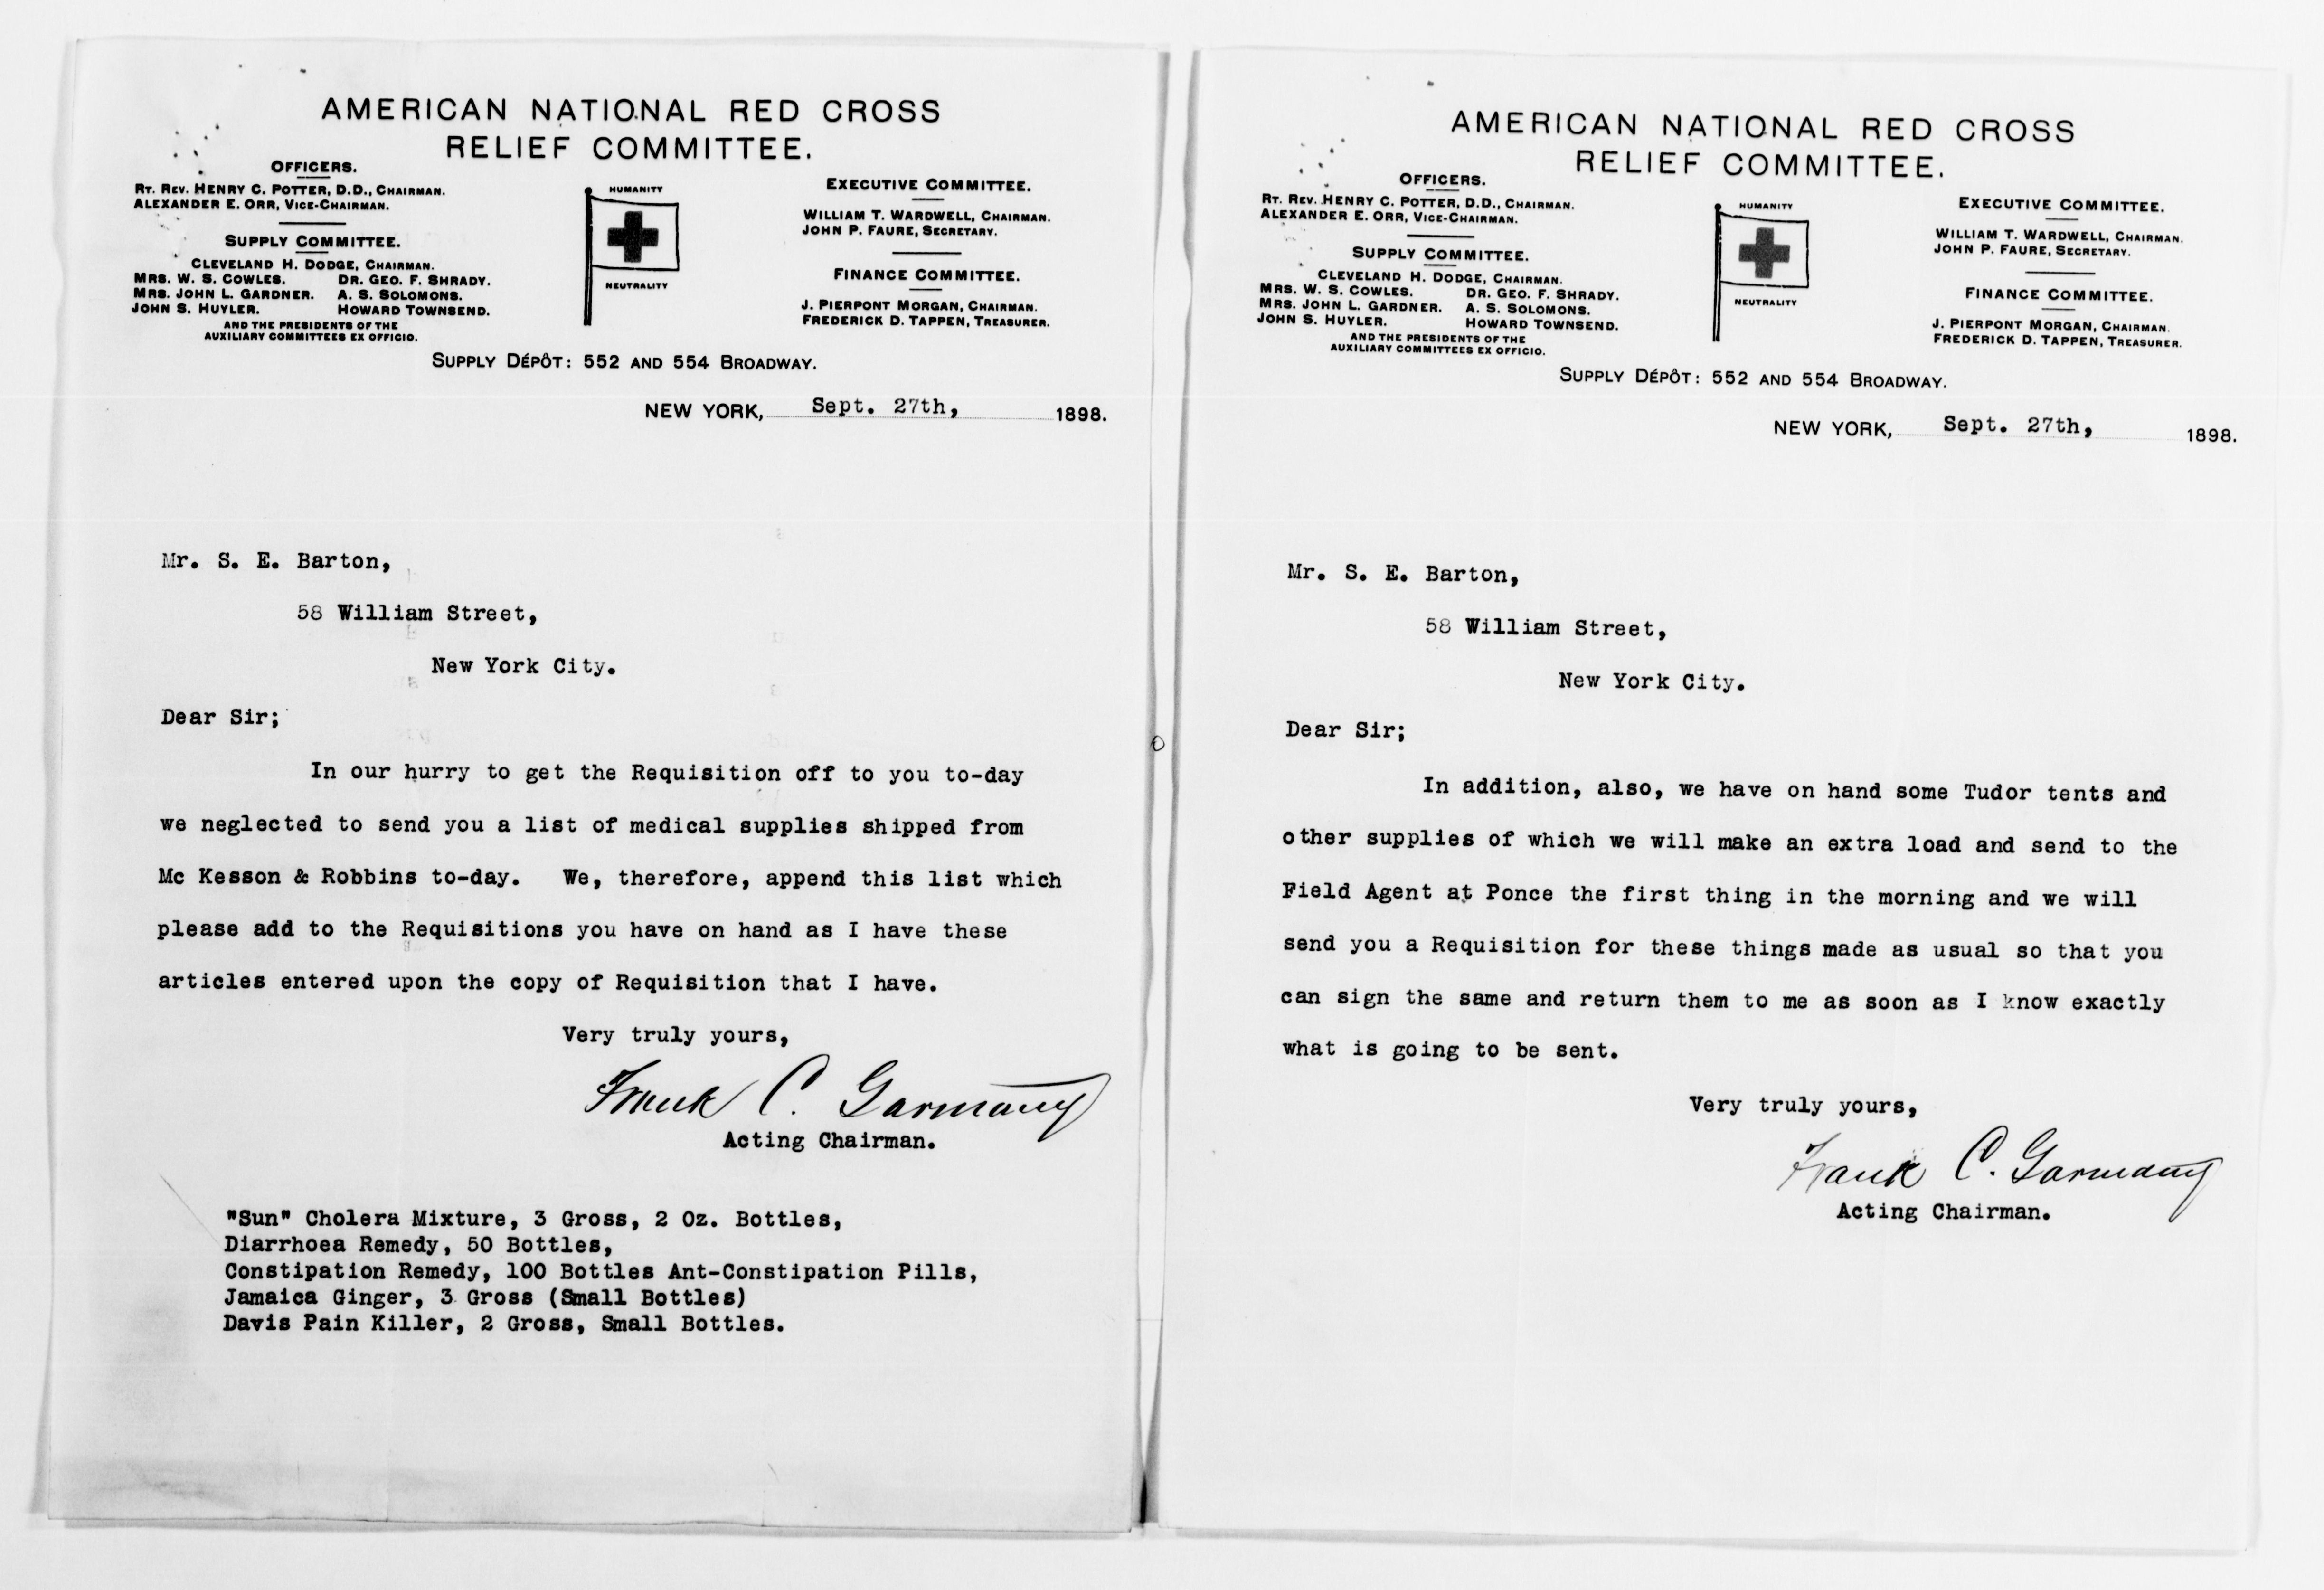 AMERICAN NATIONAL RED CROSS
RELIEF COMMITTEE.
OFFICERS.
RT. REV. HENRY C. POTTER, D.D., CHAIRMAN.
ALEXANDER E. ORR, VICE-CHAIRMAN.
SUPPLY COMMITTEE.
CLEVELAND H. DODGE, CHAIRMAN.
MRS. W. S. COWLES. DR. GEO. F. SHRADY.
MRS. JOHN L. GARDNER. A. S. SOLOMONS.
JOHN S. HUYLER. HOWARD TOWNSEND.
AND THE PRESIDENTS OF THE
AUXILIARY COMMITTEES EX OFFICIO.
HUMANITY
NEUTRALITY
EXECUTIVE COMMITTEE.
WILLIAM T. WARDWELL, CHAIRMAN.
JOHN P. FAURE, SECRETARY.
FINANCE COMMITTEE.
J. PIERPONT MORGAN, CHAIRMAN.
FREDERICK D. TAPPEN, TREASURER.
SUPPLY DÉPÔT: 552 AND 554 BROADWAY.
NEW YORK, Sept. 27th, 1898.
Mr. S. E. Barton,
58 William Street,
New York City.
Dear Sir;
In our hurry to get the Requisition off to you to-day
we neglected to send you a list of medical supplies shipped from
Mc Kesson & Robbins to-day. We, therefore, append this list which
please add to the Requisitions you have on hand as I have these
articles entered upon the copy of Requisition that I have.
Very truly yours,
Frank C. Garmany
Acting Chairman.
"Sun" Cholera Mixture, 3 Gross, 2 Oz. Bottles,
Diarrhoea Remedy, 50 Bottles,
Constipation Remedy, 100 Bottles Ant-Constipation Pills,
Jamaica Ginger, 3 Gross (Small Bottles)
Davis Pain Killer, 2 Gross, Small Bottles.
AMERICAN NATIONAL RED CROSS
RELIEF COMMITTEE.
OFFICERS.
RT. REV. HENRY C. POTTER, D.D., CHAIRMAN.
ALEXANDER E. ORR, VICE-CHAIRMAN.
SUPPLY COMMITTEE.
CLEVELAND H. DODGE, CHAIRMAN.
MRS. W. S. COWLES. DR. GEO. F. SHRADY.
MRS. JOHN L. GARDNER. A. S. SOLOMONS.
JOHN S. HUYLER. HOWARD TOWNSEND.
AND THE PRESIDENTS OF THE
AUXILIARY COMMITTEES EX OFFICIO.
HUMANITY
NEUTRALITY
EXECUTIVE COMMITTEE.
WILLIAM T. WARDWELL, CHAIRMAN.
JOHN P. FAURE, SECRETARY.
FINANCE COMMITTEE.
J. PIERPONT MORGAN, CHAIRMAN.
FREDERICK D. TAPPEN, TREASURER.
SUPPLY DÉPÔT: 552 AND 554 BROADWAY.
NEW YORK, Sept. 27th, 1898.
Mr. S. E. Barton,
58 William Street,
New York City.
Dear Sir;
In addition, also, we have on hand some Tudor tents and
other supplies of which we will make an extra load and send to the
Field Agent at Ponce the first thing in the morning and we will
send you a Requisition for these things made as usual so that you
can sign the same and return them to me as soon as I know exactly
what is going to be sent.
Very truly yours,
Frank C. Garmany
Acting Chairman.